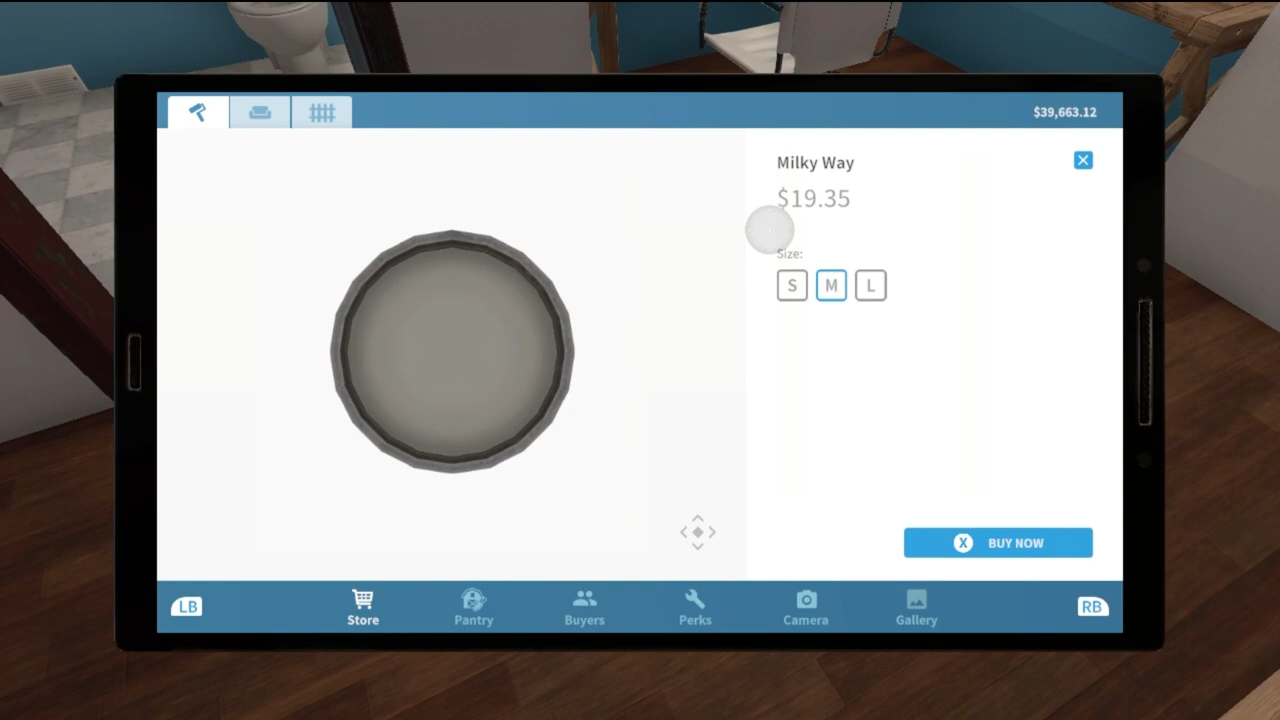 $39,663.12
Milky Way
$19.35
Size:
S M L
X BUY NOW
LB Store Pantry Buyers Perks Camera Gallery RB